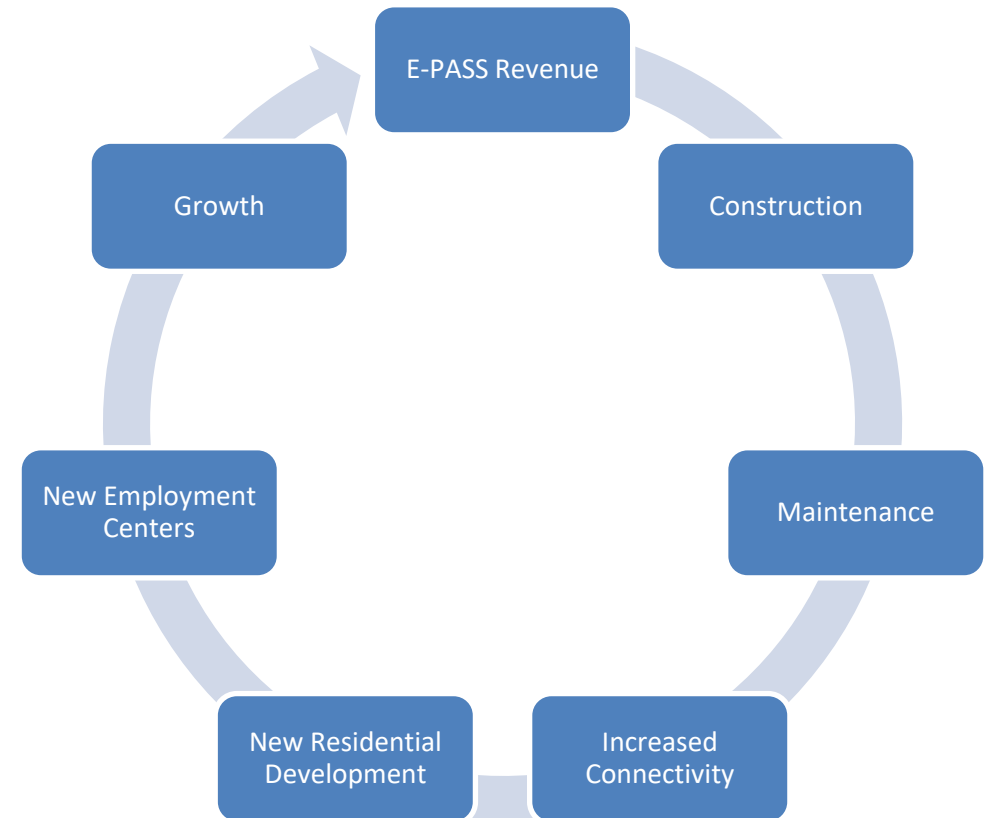 E-PASS Revenue
Construction
Maintenance
Increased
Connectivity
New Residential
Development
New Employment
Centers
Growth